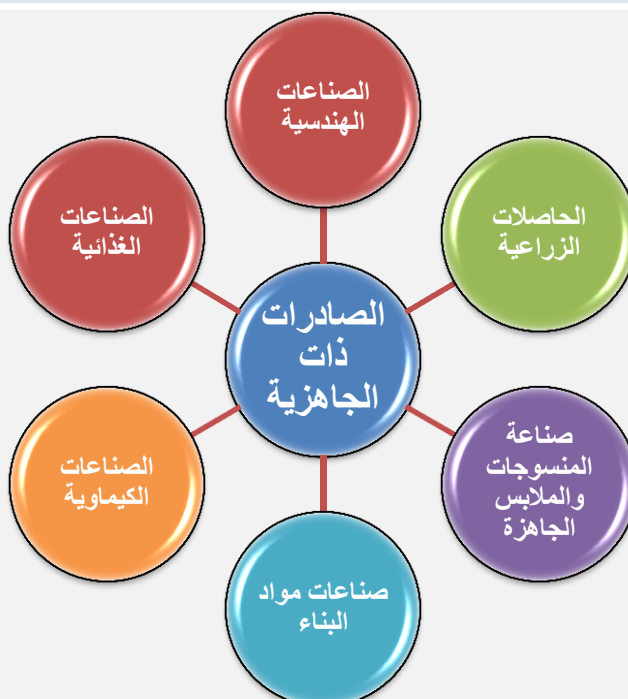 الصناعات
الهندسية
الحاصلات
الزراعية
الصناعات
الغذائية
الصادرات
ذات
الجاهزية
صناعة
المنسوجات
والملابس
الجاهزة
الصناعات
الكيماوية
صناعات مواد
البناء